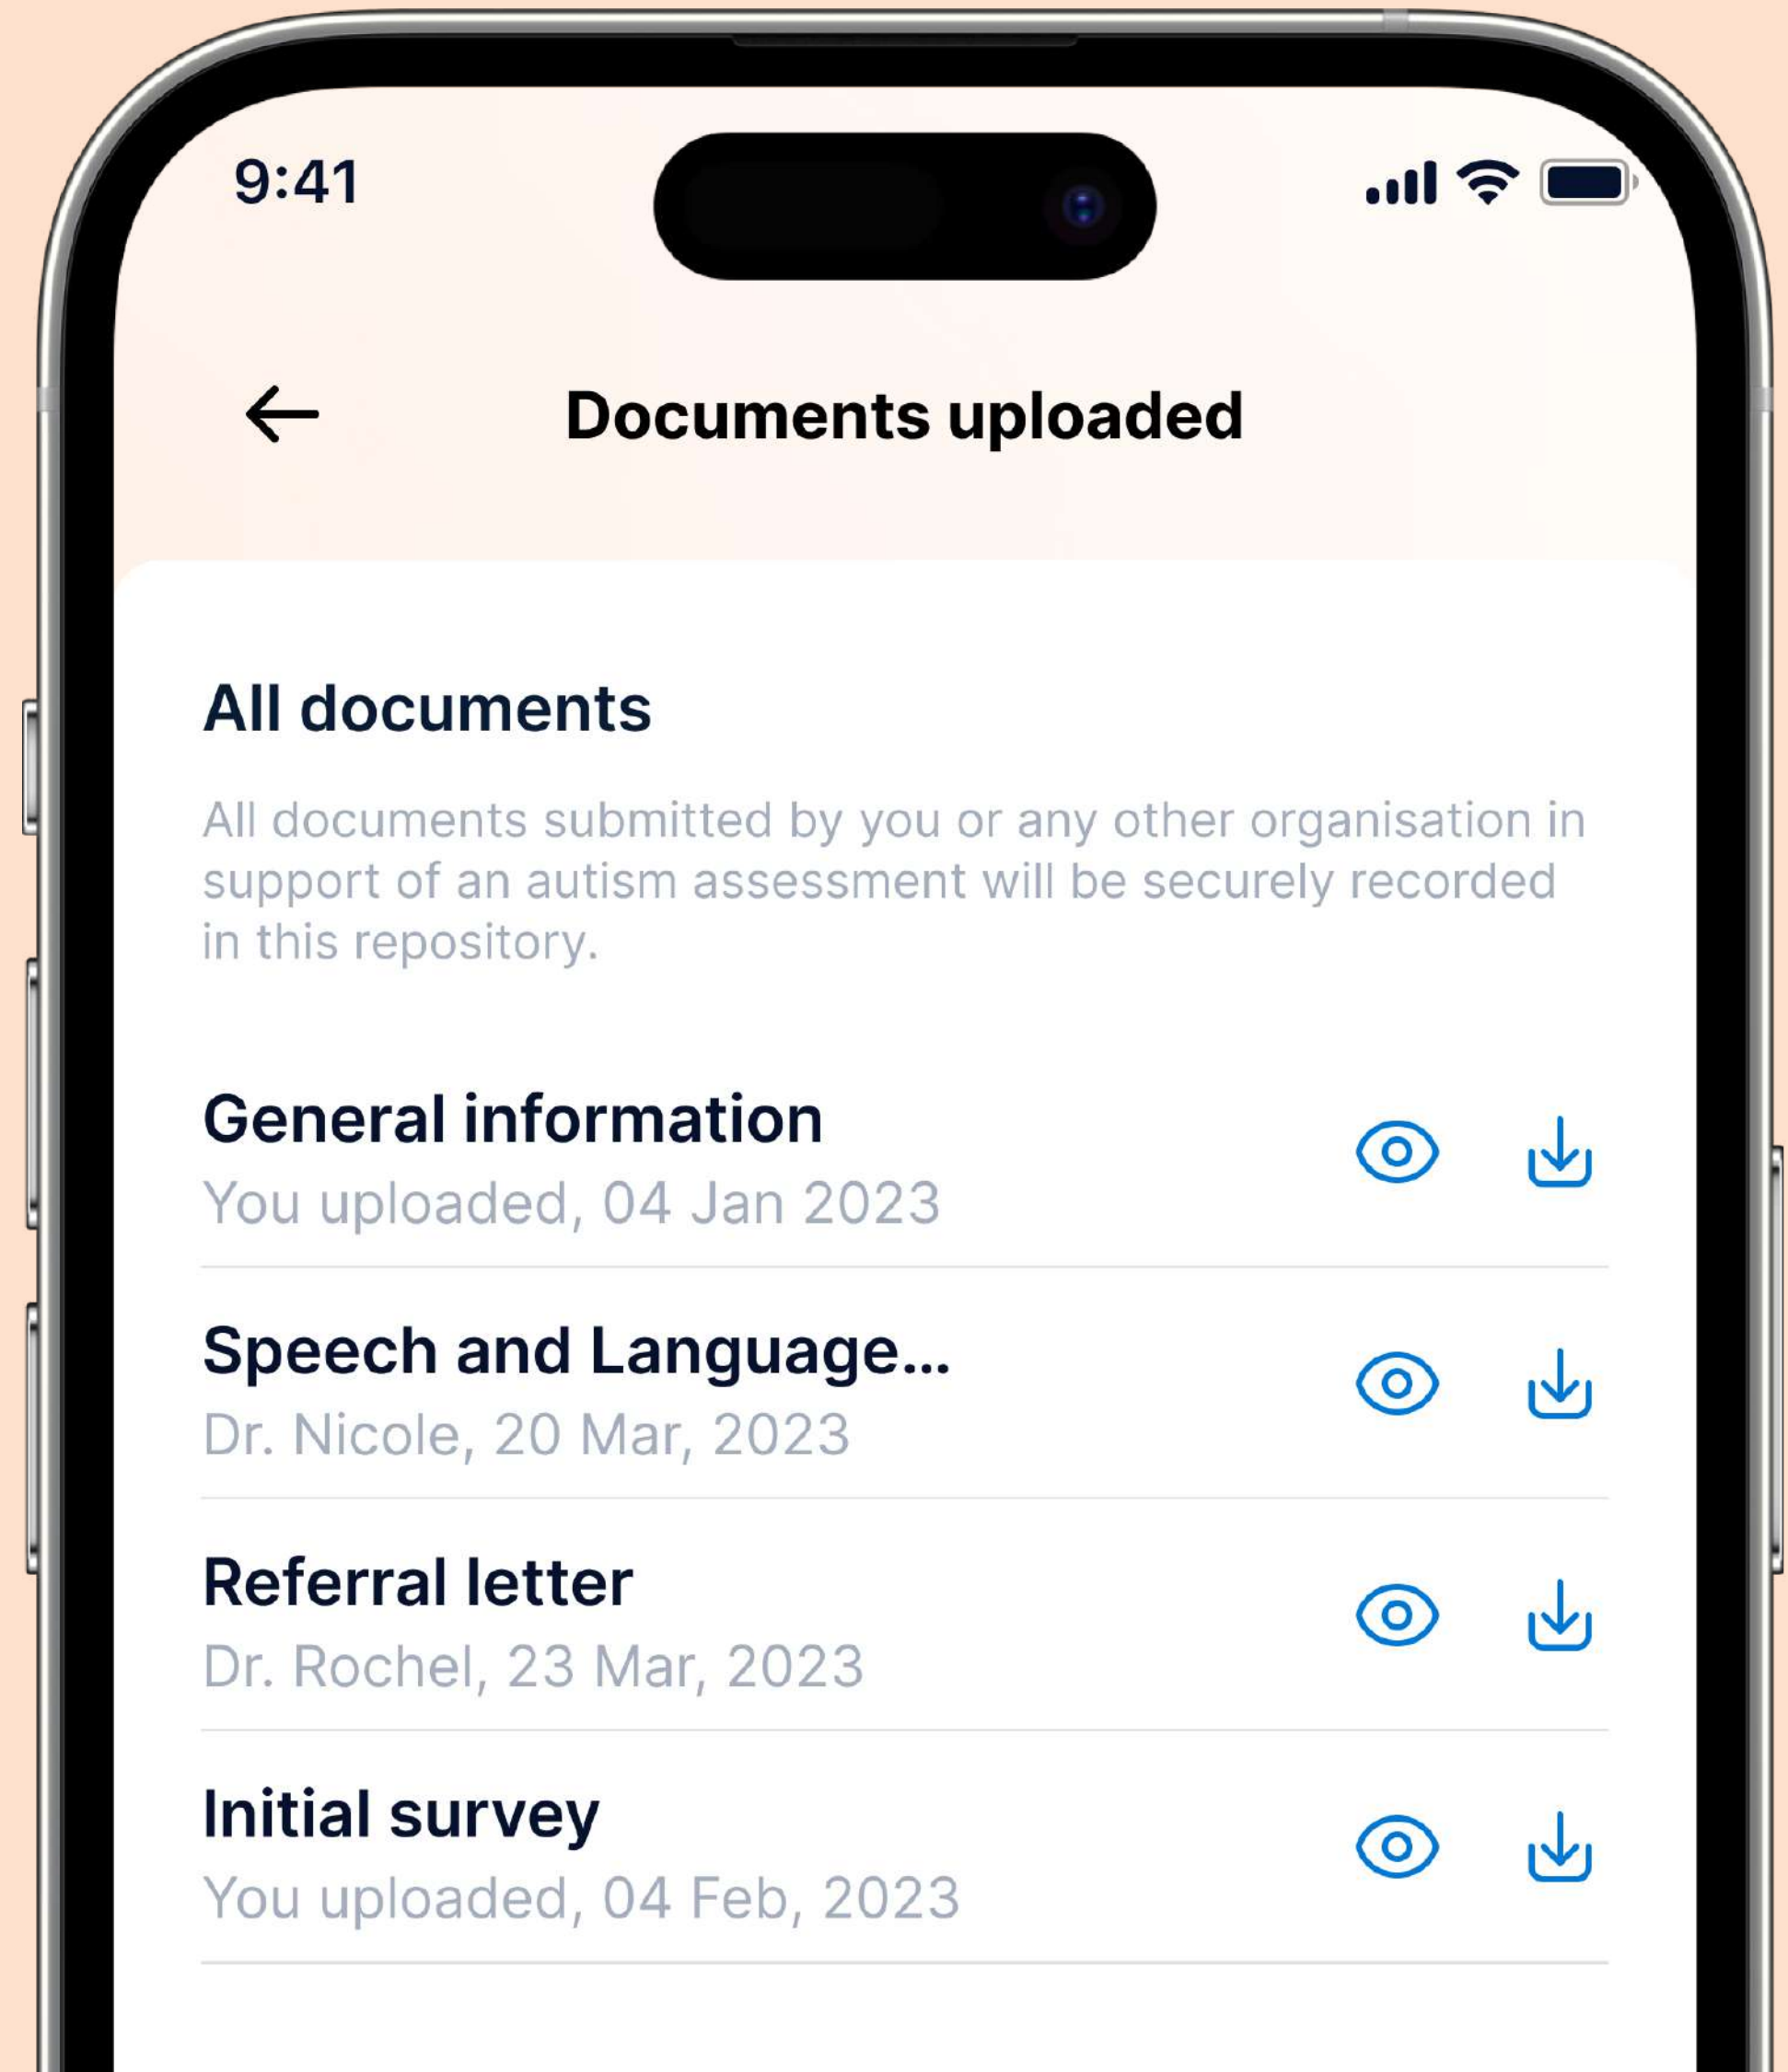 9:41
Documents uploaded
All documents
All documents submitted by you or any other organisation in
support of an autism assessment will be securely recorded
in this repository.
General information
You uploaded, 04 Jan 2023
Speech and Language...
Dr. Nicole, 20 Mar, 2023
Referral letter
Dr. Rochel, 23 Mar, 2023
Initial survey
You uploaded, 04 Feb, 2023